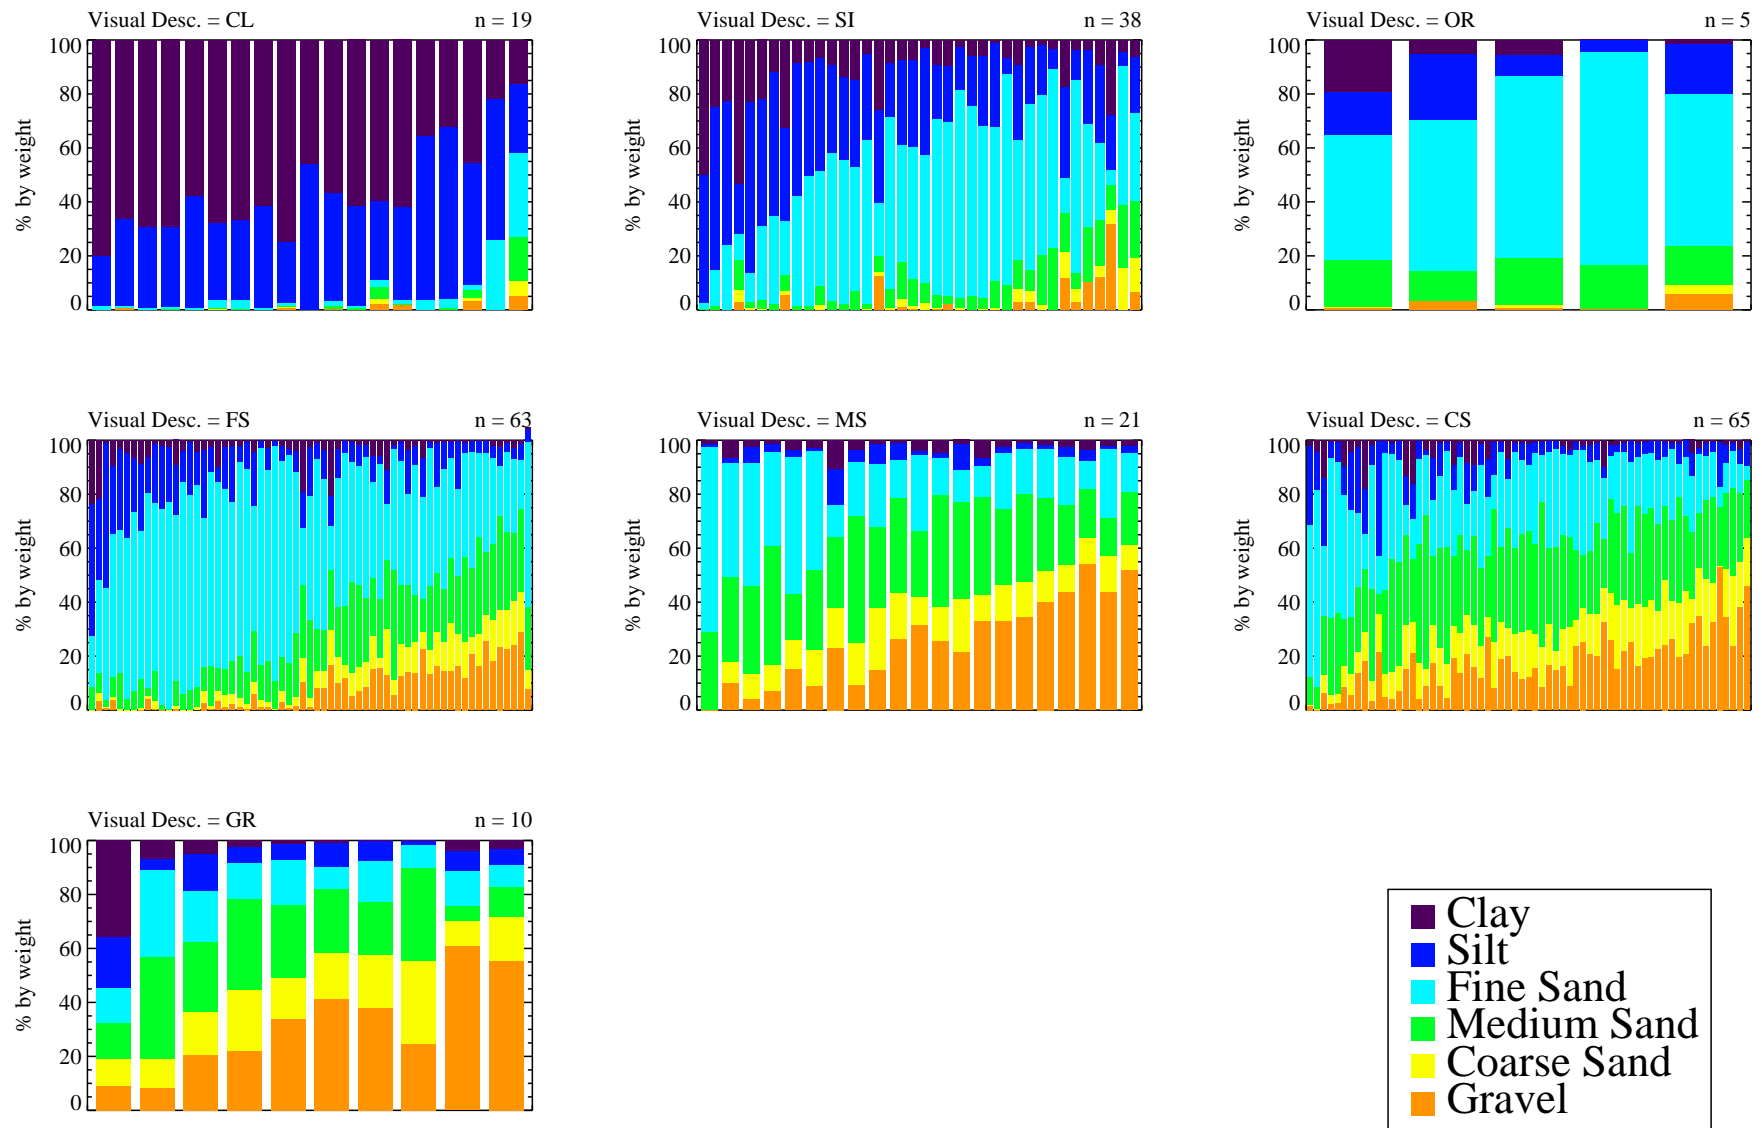 Visual Desc. = CL n = 19
100
80
60
40
20
0
% by weight
Visual Desc. = SI n = 38
100
80
60
40
20
0
% by weight
Visual Desc. = OR n = 5
100
80
60
40
20
0
% by weight
Visual Desc. = FS n = 63
100
80
60
40
20
0
% by weight
Visual Desc. = MS n = 21
100
80
60
40
20
0
% by weight
Visual Desc. = CS n = 65
100
80
60
40
20
0
% by weight
Visual Desc. = GR n = 10
100
80
60
40
20
0
% by weight
Clay
Silt
Fine Sand
Medium Sand
Coarse Sand
Gravel